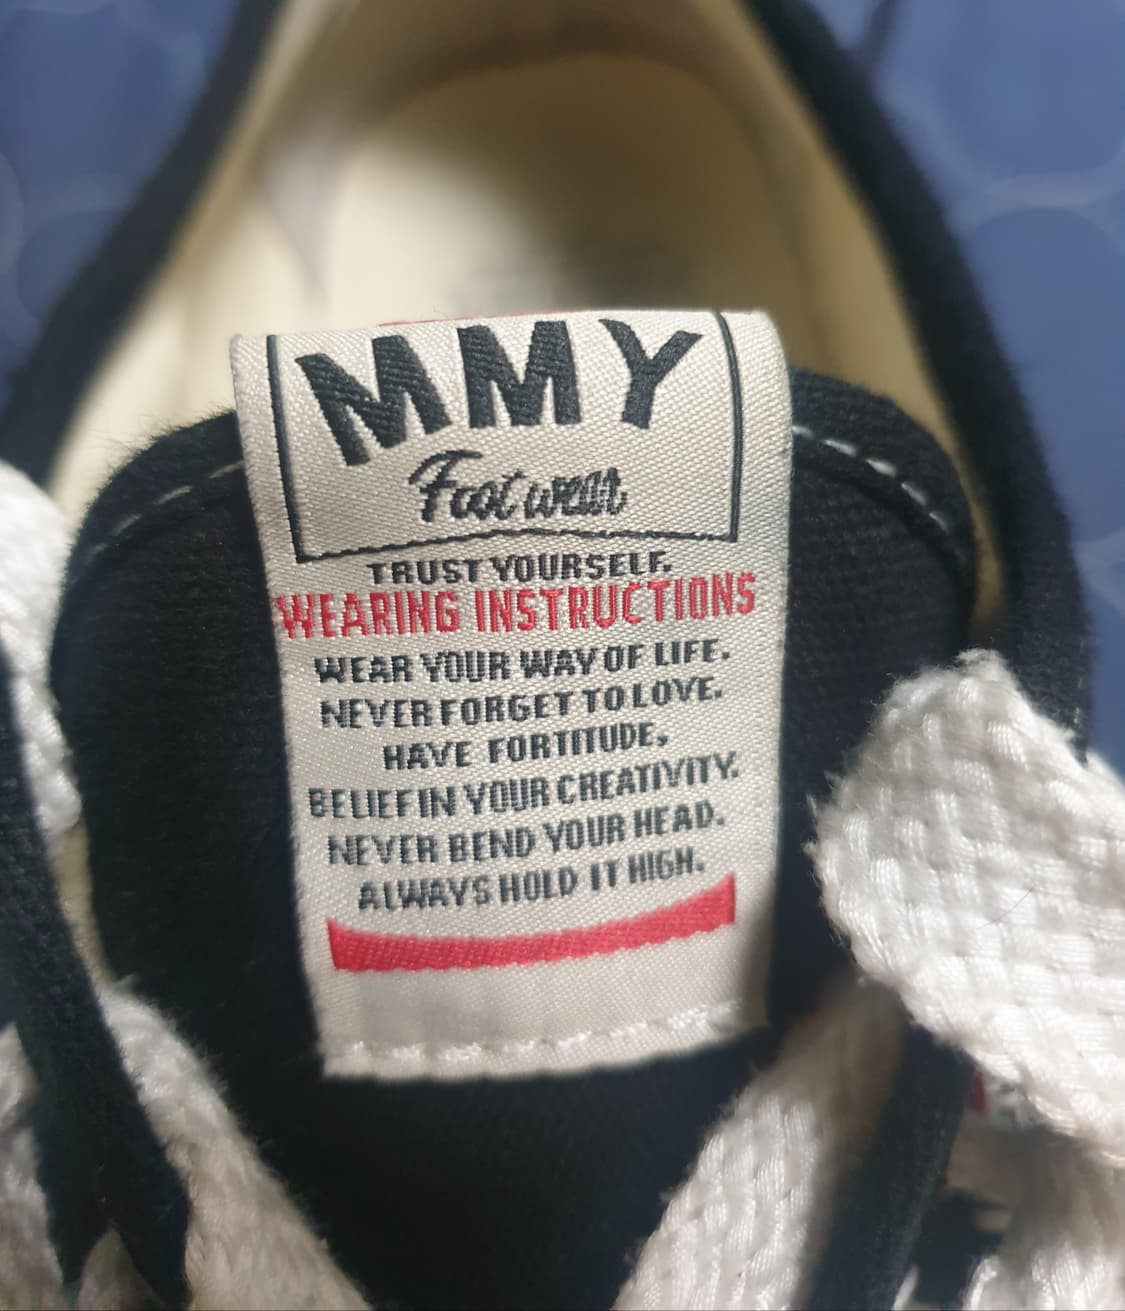 MMY
Footwear
TRUST YOURSELF.
WEARING INSTRUCTIONS
WEAR YOUR WAY OF LIFE.
NEVER FORGET TO LOVE.
HAVE FORTITUDE,
BELIEF IN YOUR CREATIVITY.
NEVER BEND YOUR HEAD.
ALWAYS HOLD IT HIGH.